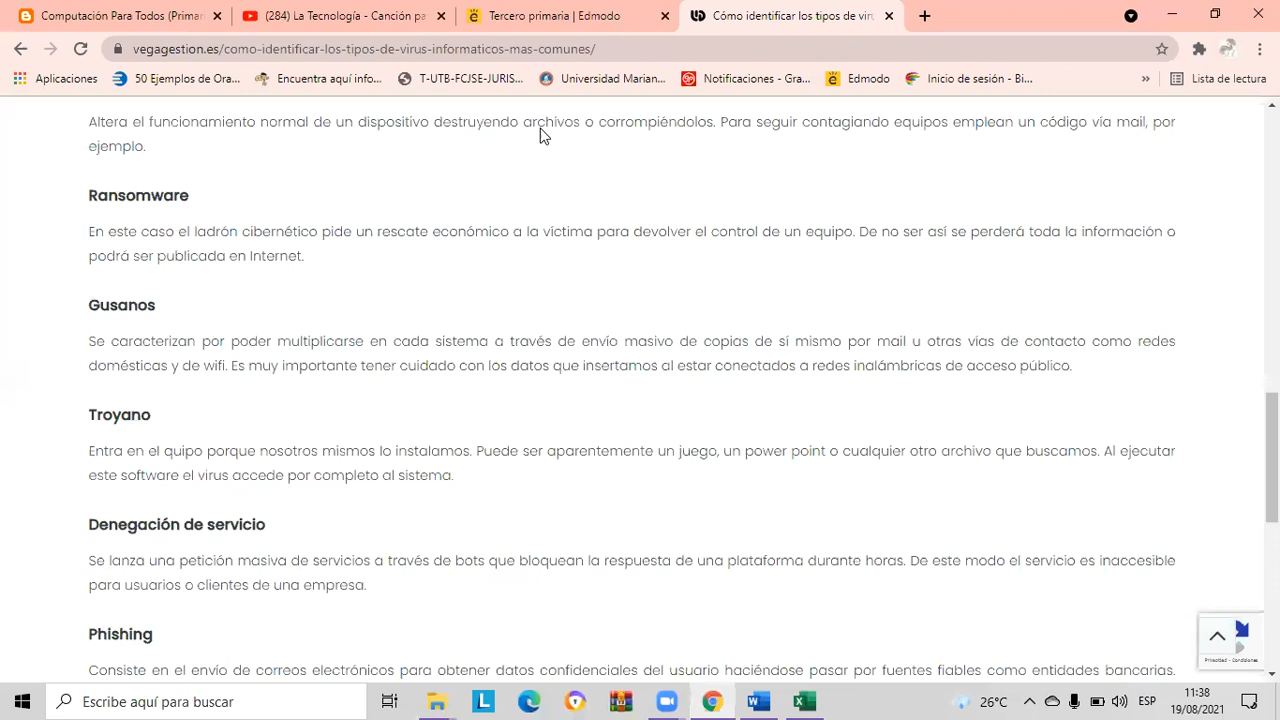 Computación Para Todos (Primar
(284) La Tecnología - Canción pa
Tercero primaria | Edmodo
Cómo identificar los tipos de viru
vegagestion.es/como-identificar-los-tipos-de-virus-informaticos-mas-comunes/
Aplicaciones
50 Ejemplos de Ora...
Encuentra aquí info...
T-UTB-FCJSE-JURIS...
Universidad Marian...
Notificaciones - Gra...
Edmodo
Inicio de sesión - Bi...
»
Lista de lectura
Altera el funcionamiento normal de un dispositivo destruyendo archivos o corrompiéndolos. Para seguir contagiando equipos emplean un código vía mail, por
ejemplo.
Ransomware
En este caso el ladrón cibernético pide un rescate económico a la víctima para devolver el control de un equipo. De no ser así se perderá toda la información o
podrá ser publicada en Internet.
Gusanos
Se caracterizan por poder multiplicarse en cada sistema a través de envío masivo de copias de sí mismo por mail u otras vías de contacto como redes
domésticas y de wifi. Es muy importante tener cuidado con los datos que insertamos al estar conectados a redes inalámbricas de acceso público.
Troyano
Entra en el quipo porque nosotros mismos lo instalamos. Puede ser aparentemente un juego, un power point o cualquier otro archivo que buscamos. Al ejecutar
este software el virus accede por completo al sistema.
Denegación de servicio
Se lanza una petición masiva de servicios a través de bots que bloquean la respuesta de una plataforma durante horas. De este modo el servicio es inaccesible
para usuarios o clientes de una empresa.
Phishing
Consiste en el envío de correos electrónicos para obtener datos confidenciales del usuario haciéndose pasar por fuentes fiables como entidades bancarias.
Privacidad - Condiciones
Escribe aquí para buscar
26°C
ESP
11:38
19/08/2021